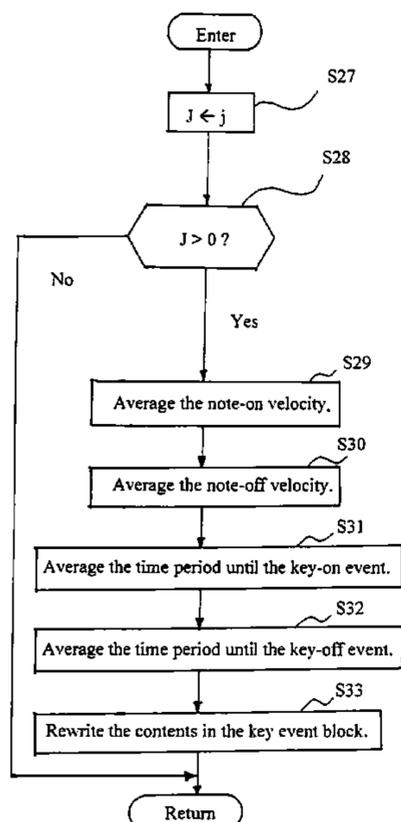 Enter
S27
J ← j
S28
J > 0 ?
No
Yes
S29
Average the note-on velocity.
S30
Average the note-off velocity.
S31
Average the time period until the key-on event.
S32
Average the time period until the key-off event.
S33
Rewrite the contents in the key event block.
Return